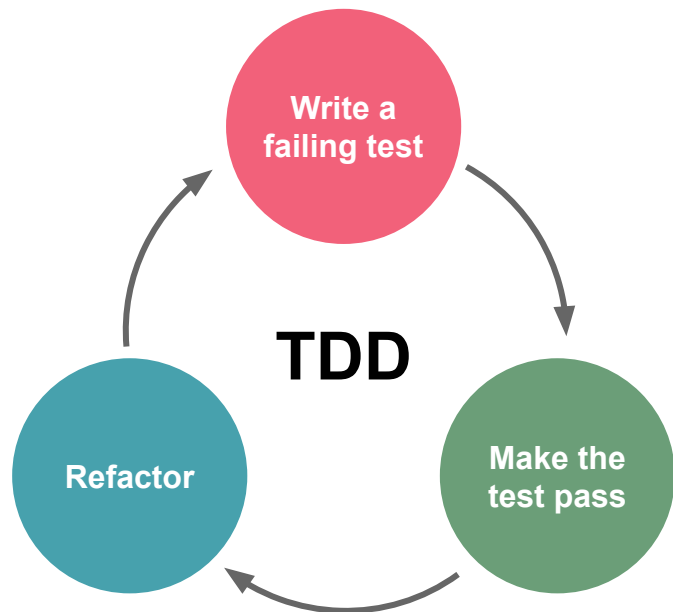 Write a
failing test
TDD
Make the
test pass
Refactor